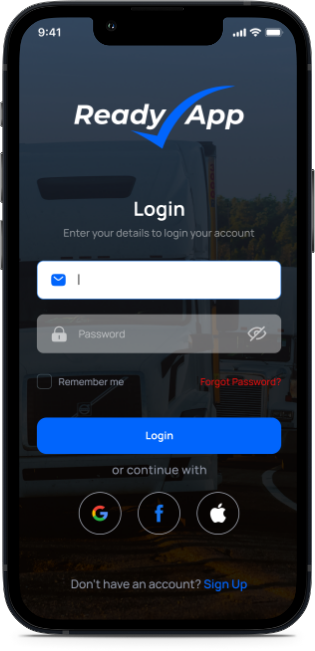 9:41
Ready App
Login
Enter your details to login your account
Password
Remember me Forgot Password?
Login
or continue with
G f
Don't have an account? Sign Up